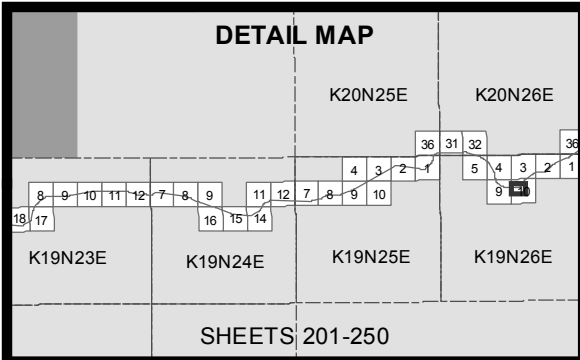 DETAIL MAP
K20N25E K20N26E
36 31 32 36
4 3 2 1 5 4 3 2 1
8 9 10 11 12 7 8 9 11 12 7 8 9 10 9 10
18 17 16 15 14
K19N23E K19N24E K19N25E K19N26E
SHEETS 201-250